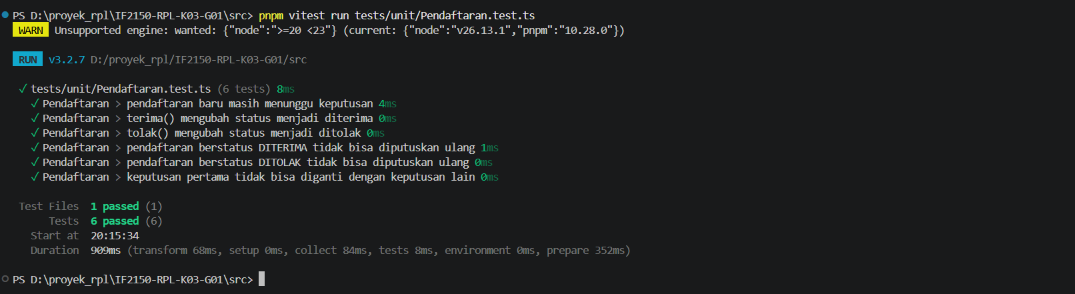 PS D:\proyek_rpl\IF2150-RPL-K03-G01\src> pnpm vitest run tests/unit/Pendaftaran.test.ts
WARN Unsupported engine: wanted: {"node":">=20 <23"} (current: {"node":"v26.13.1","pnpm":"10.28.0"})
RUN v3.2.7 D:/proyek_rpl/IF2150-RPL-K03-G01/src
✓ tests/unit/Pendaftaran.test.ts (6 tests) 8ms
✓ Pendaftaran > pendaftaran baru masih menunggu keputusan 4ms
✓ Pendaftaran > terima() mengubah status menjadi diterima 0ms
✓ Pendaftaran > tolak() mengubah status menjadi ditolak 0ms
✓ Pendaftaran > pendaftaran berstatus DITERIMA tidak bisa diputuskan ulang 1ms
✓ Pendaftaran > pendaftaran berstatus DITOLAK tidak bisa diputuskan ulang 0ms
✓ Pendaftaran > keputusan pertama tidak bisa diganti dengan keputusan lain 0ms
Test Files 1 passed (1)
Tests 6 passed (6)
Start at 20:15:34
Duration 909ms (transform 68ms, setup 0ms, collect 84ms, tests 8ms, environment 0ms, prepare 352ms)
PS D:\proyek_rpl\IF2150-RPL-K03-G01\src>